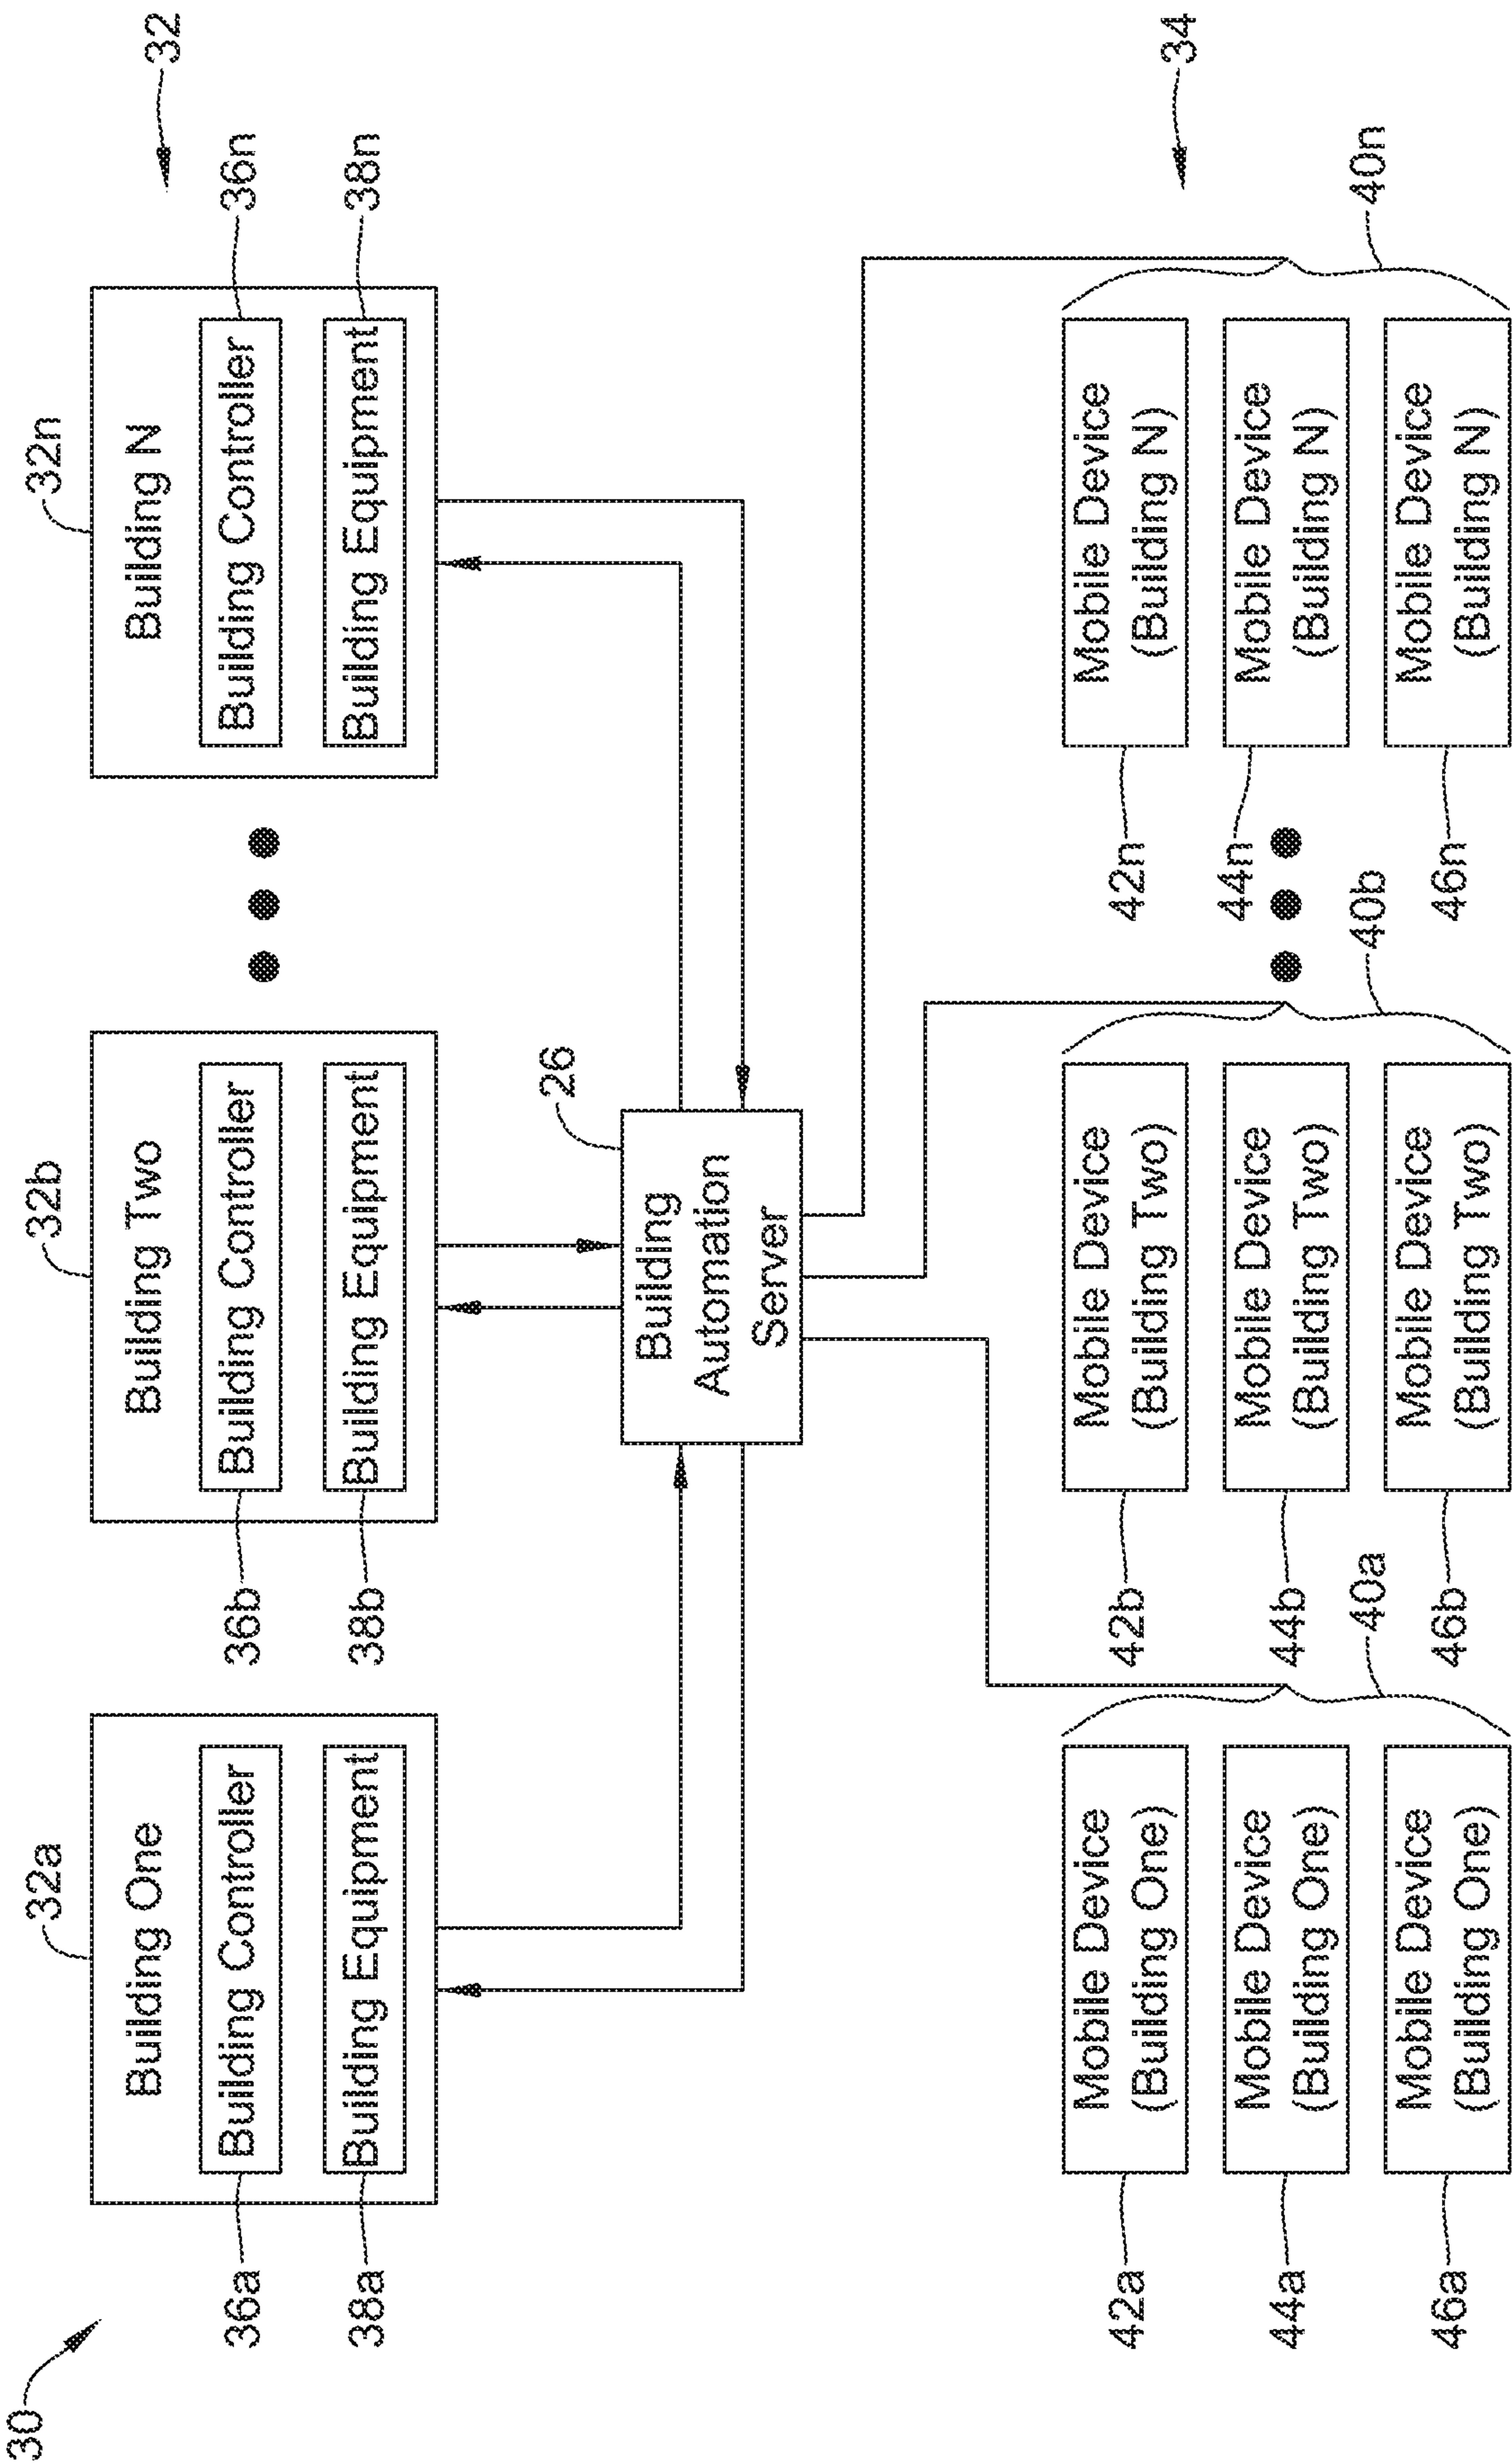 30
32
32a
32b
32n
Building One
Building Controller
Building Equipment
36a
38a
Building Two
Building Controller
Building Equipment
36b
38b
Building N
Building Controller
Building Equipment
36n
38n
26
Building
Automation
Server
34
Mobile Device
(Building One)
Mobile Device
(Building One)
Mobile Device
(Building One)
42a
44a
46a
40a
Mobile Device
(Building Two)
Mobile Device
(Building Two)
Mobile Device
(Building Two)
42b
44b
46b
40b
Mobile Device
(Building N)
Mobile Device
(Building N)
Mobile Device
(Building N)
42n
44n
46n
40n